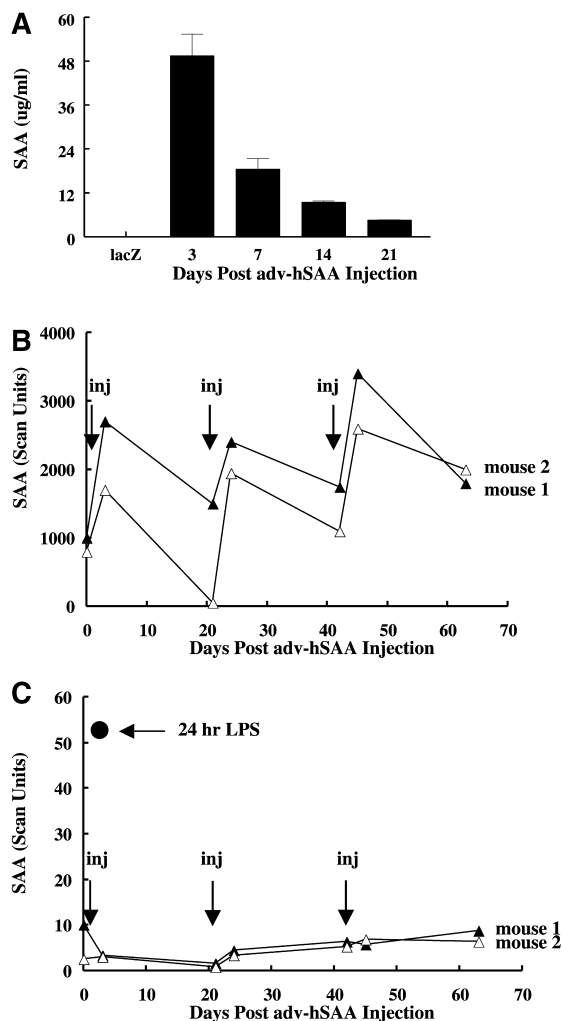 A
SAA (ug/ml)
60
48
36
24
12
0
lacZ 3 7 14 21
Days Post adv-hSAA Injection
B
SAA (Scan Units)
4000
3000
2000
1000
0
inj inj inj
mouse 2
mouse 1
0 10 20 30 40 50 60 70
Days Post adv-hSAA Injection
C
SAA (Scan Units)
60
50
40
30
20
10
0
24 hr LPS
inj inj inj
mouse 1
mouse 2
0 10 20 30 40 50 60 70
Days Post adv-hSAA Injection